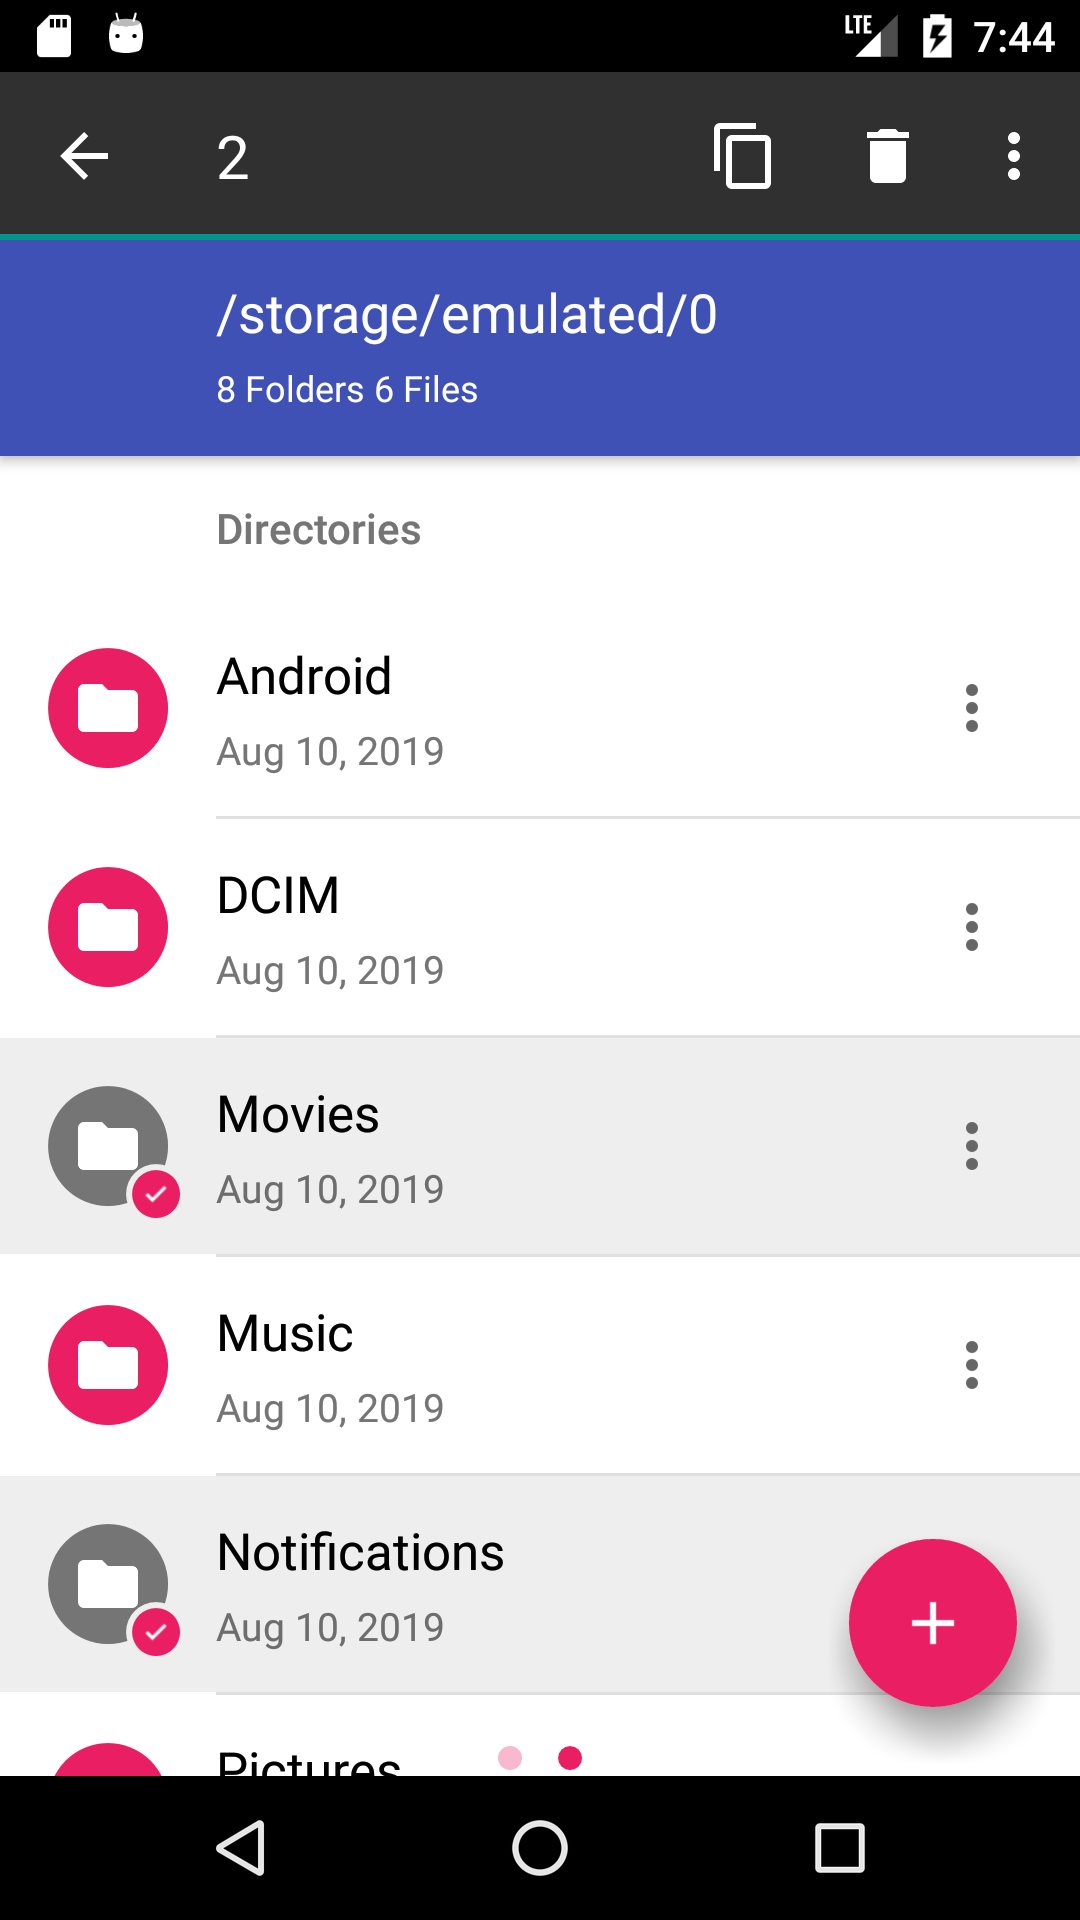 LTE 7:44
2
/storage/emulated/0
8 Folders 6 Files
Directories
Android
Aug 10, 2019
DCIM
Aug 10, 2019
Movies
Aug 10, 2019
Music
Aug 10, 2019
Notifications
Aug 10, 2019
Pictures